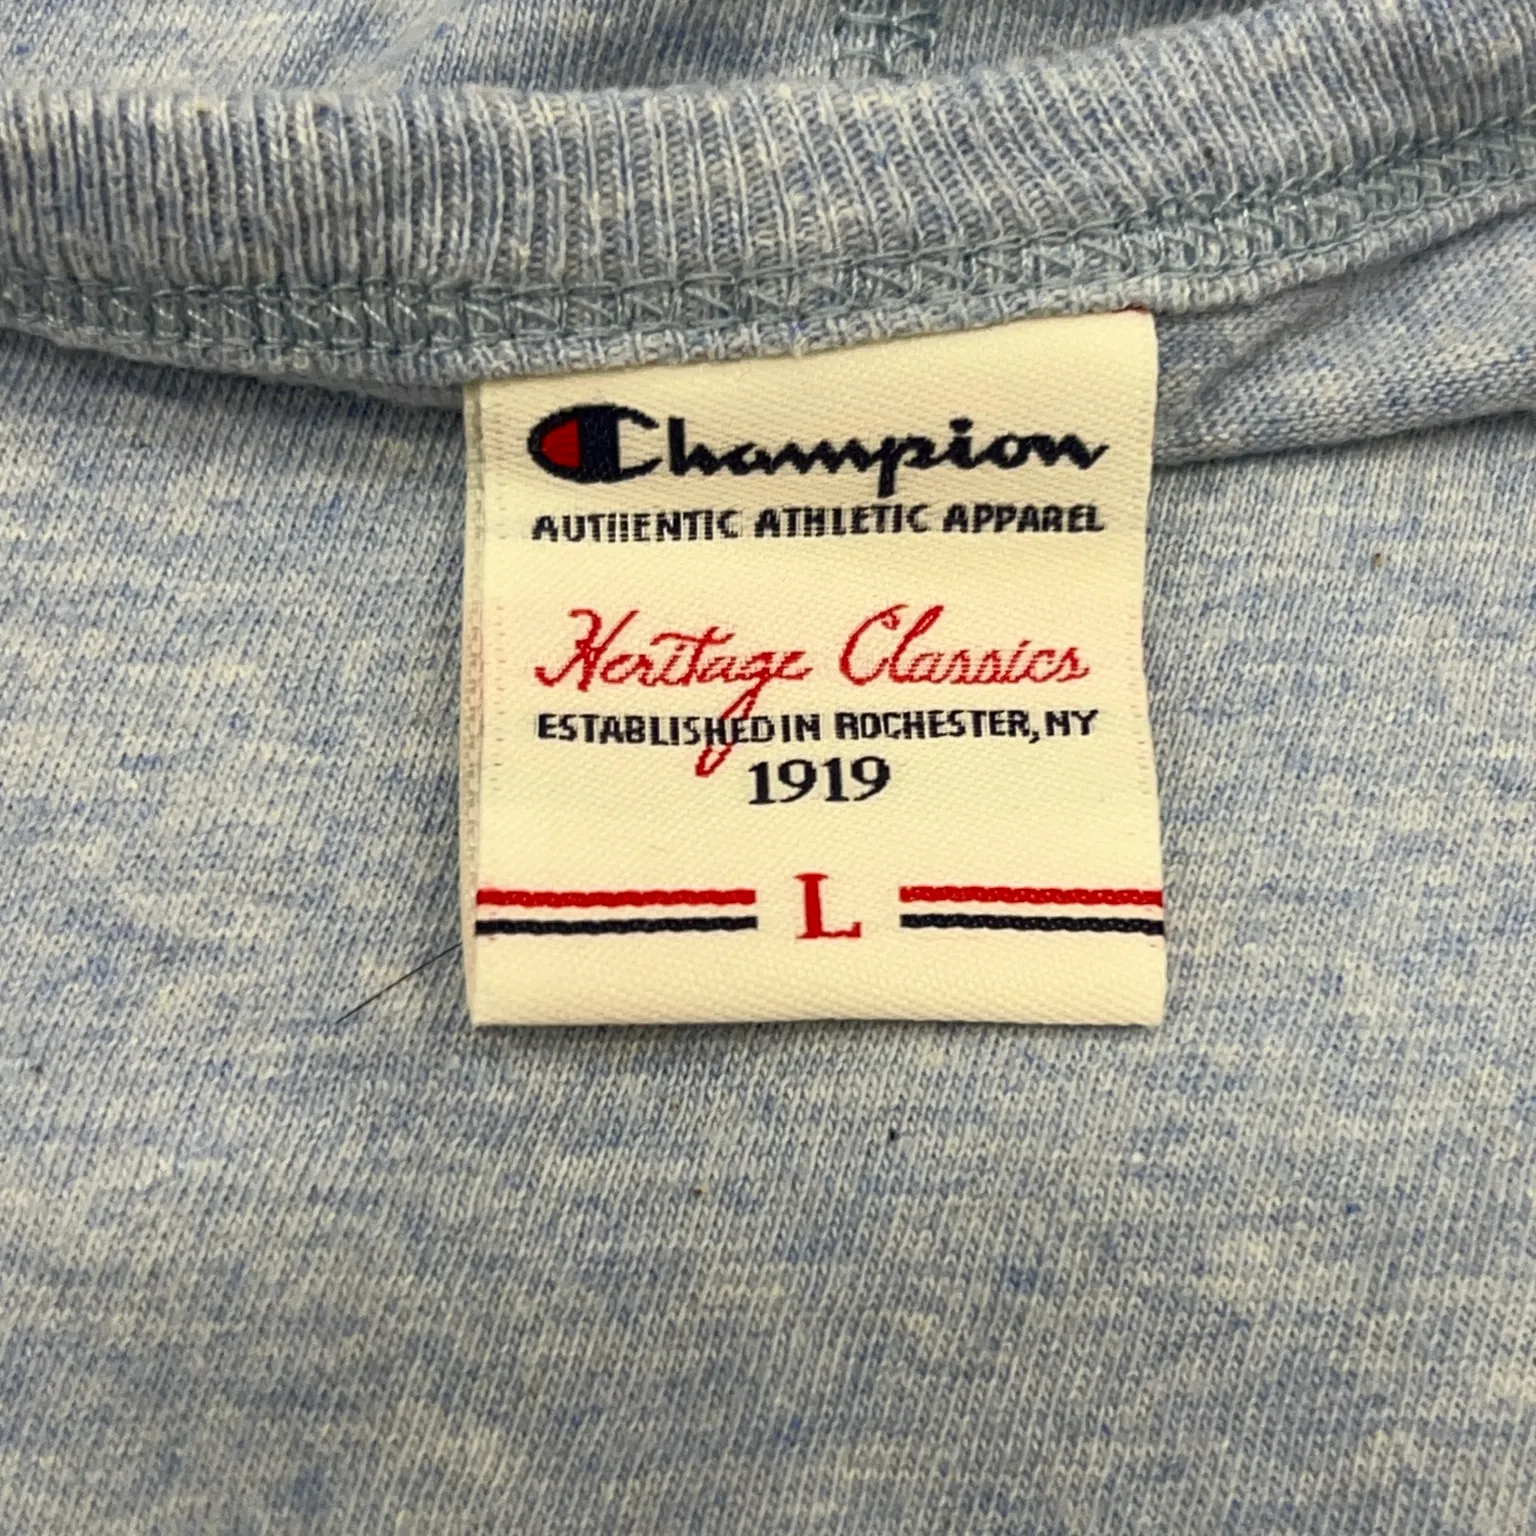 Champion
AUTHENTIC ATHLETIC APPAREL
Heritage Classics
ESTABLISHED IN ROCHESTER, NY
1919
L